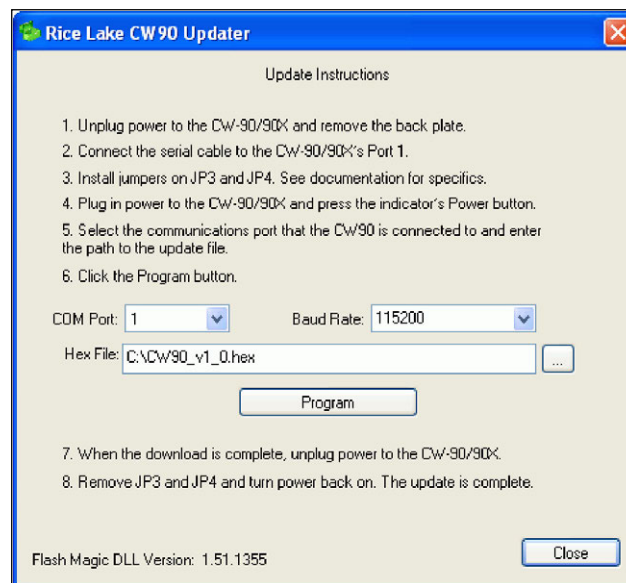 Rice Lake CW90 Updater
Update Instructions
1. Unplug power to the CW-90/90X and remove the back plate.
2. Connect the serial cable to the CW-90/90X's Port 1.
3. Install jumpers on JP3 and JP4. See documentation for specifics.
4. Plug in power to the CW-90/90X and press the indicator's Power button.
5. Select the communications port that the CW90 is connected to and enter
the path to the update file.
6. Click the Program button.
COM Port: 1 Baud Rate: 115200
Hex File: C:\CW90_v1_0.hex ...
Program
7. When the download is complete, unplug power to the CW-90/90X.
8. Remove JP3 and JP4 and turn power back on. The update is complete.
Flash Magic DLL Version: 1.51.1355 Close